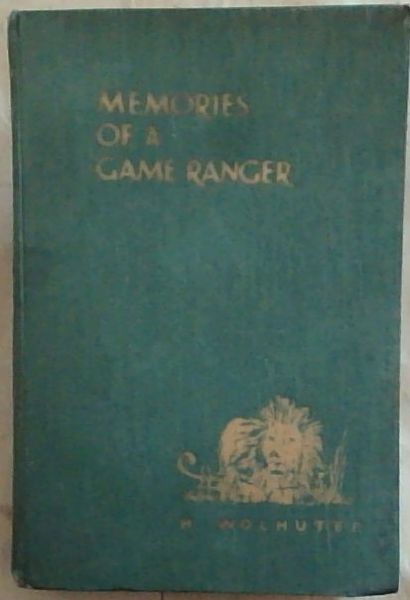 MEMORIES
OF A
GAME RANGER
H WOLHUTER